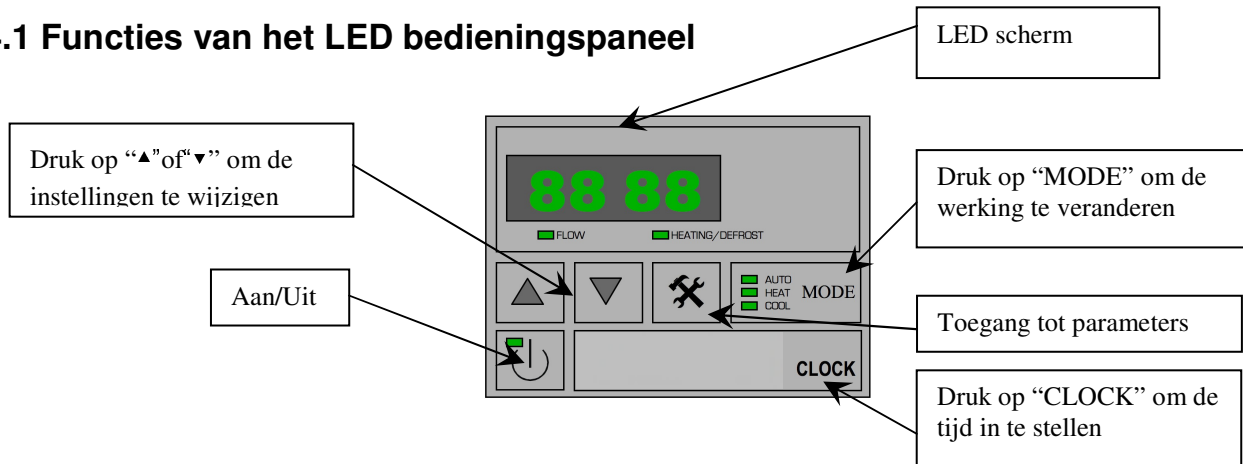 .1 Functies van het LED bedieningspaneel
LED scherm
Druk op “▲”of“▼” om de
instellingen te wijzigen
88 88
FLOW
HEATING/DEFROST
Druk op “MODE” om de
werking te veranderen
Aan/Uit
AUTO
HEAT
COOL
MODE
Toegang tot parameters
CLOCK
Druk op “CLOCK” om de
tijd in te stellen